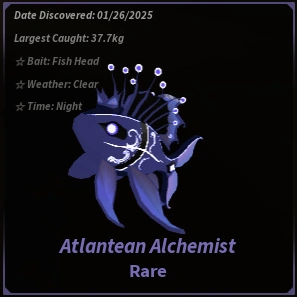 Date Discovered: 01/26/2025
Largest Caught: 37.7kg
☆ Bait: Fish Head
☆ Weather: Clear
☆ Time: Night
Atlantean Alchemist
Rare